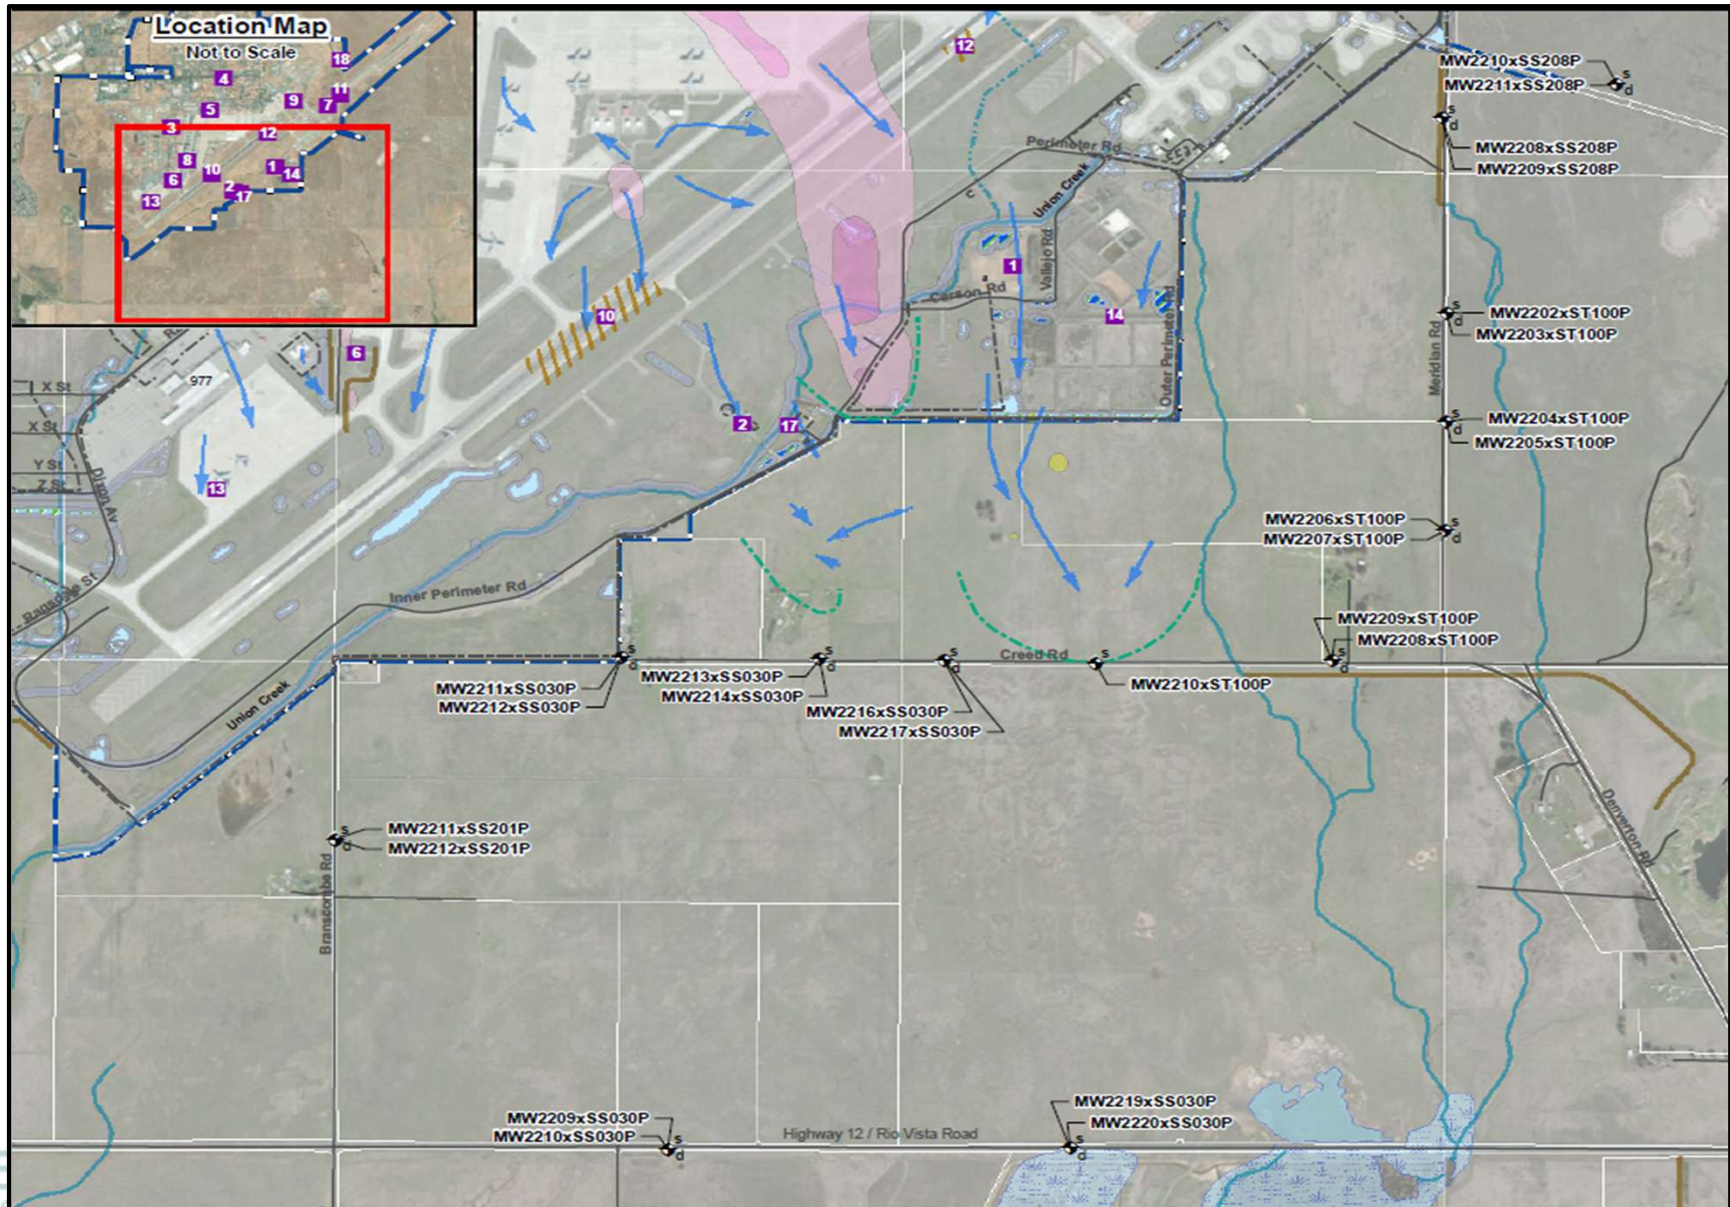 Location Map
Not to Scale
18
4
11
9
7
5
3
12
8
10
1
14
6
2
17
13
12
MW2210xSS208P
MW2211xSS208P
s
d
s
d
MW2208xSS208P
MW2209xSS208P
Perimeter Rd
Union Creek
C
1
Vallejo Rd
Carson Rd
14
Outer Perimeter Rd
10
Meridian Rd
s
d
MW2202xST100P
MW2203xST100P
6
977
X St
X St
Y St
Z St
Dixon Av
13
2
17
s
d
MW2204xST100P
MW2205xST100P
MW2206xST100P
MW2207xST100P
s
d
Ragsdale St
Inner Perimeter Rd
MW2209xST100P
MW2208xST100P
s
d
Creed Rd
s
MW2210xST100P
s
d
MW2211xSS030P
MW2212xSS030P
s
d
MW2213xSS030P
MW2214xSS030P
s
d
MW2216xSS030P
MW2217xSS030P
Union Creek
Denverton Rd
s
d
MW2211xSS201P
MW2212xSS201P
Branscombe Rd
MW2209xSS030P
MW2210xSS030P
s
d
Highway 12 / Rio Vista Road
MW2219xSS030P
MW2220xSS030P
s
d